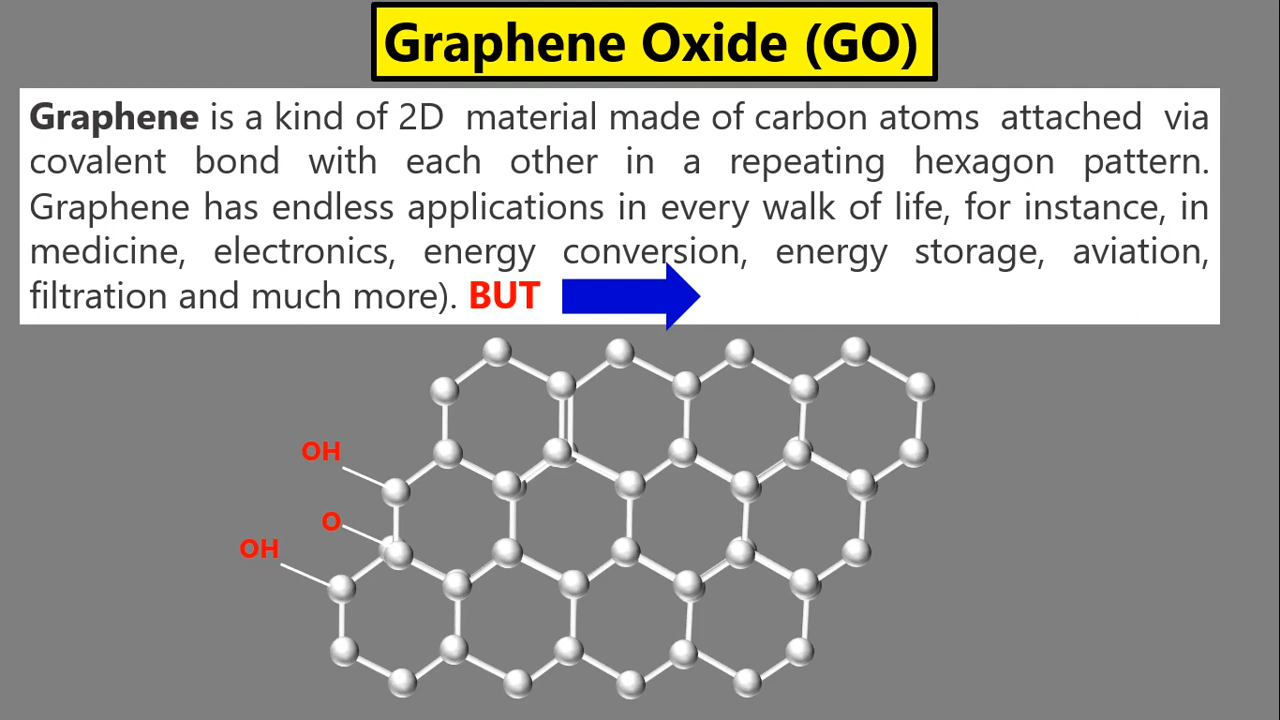 Graphene Oxide (GO)
Graphene is a kind of 2D material made of carbon atoms attached via
covalent bond with each other in a repeating hexagon pattern.
Graphene has endless applications in every walk of life, for instance, in
medicine, electronics, energy conversion, energy storage, aviation,
filtration and much more). BUT
OH
O
OH